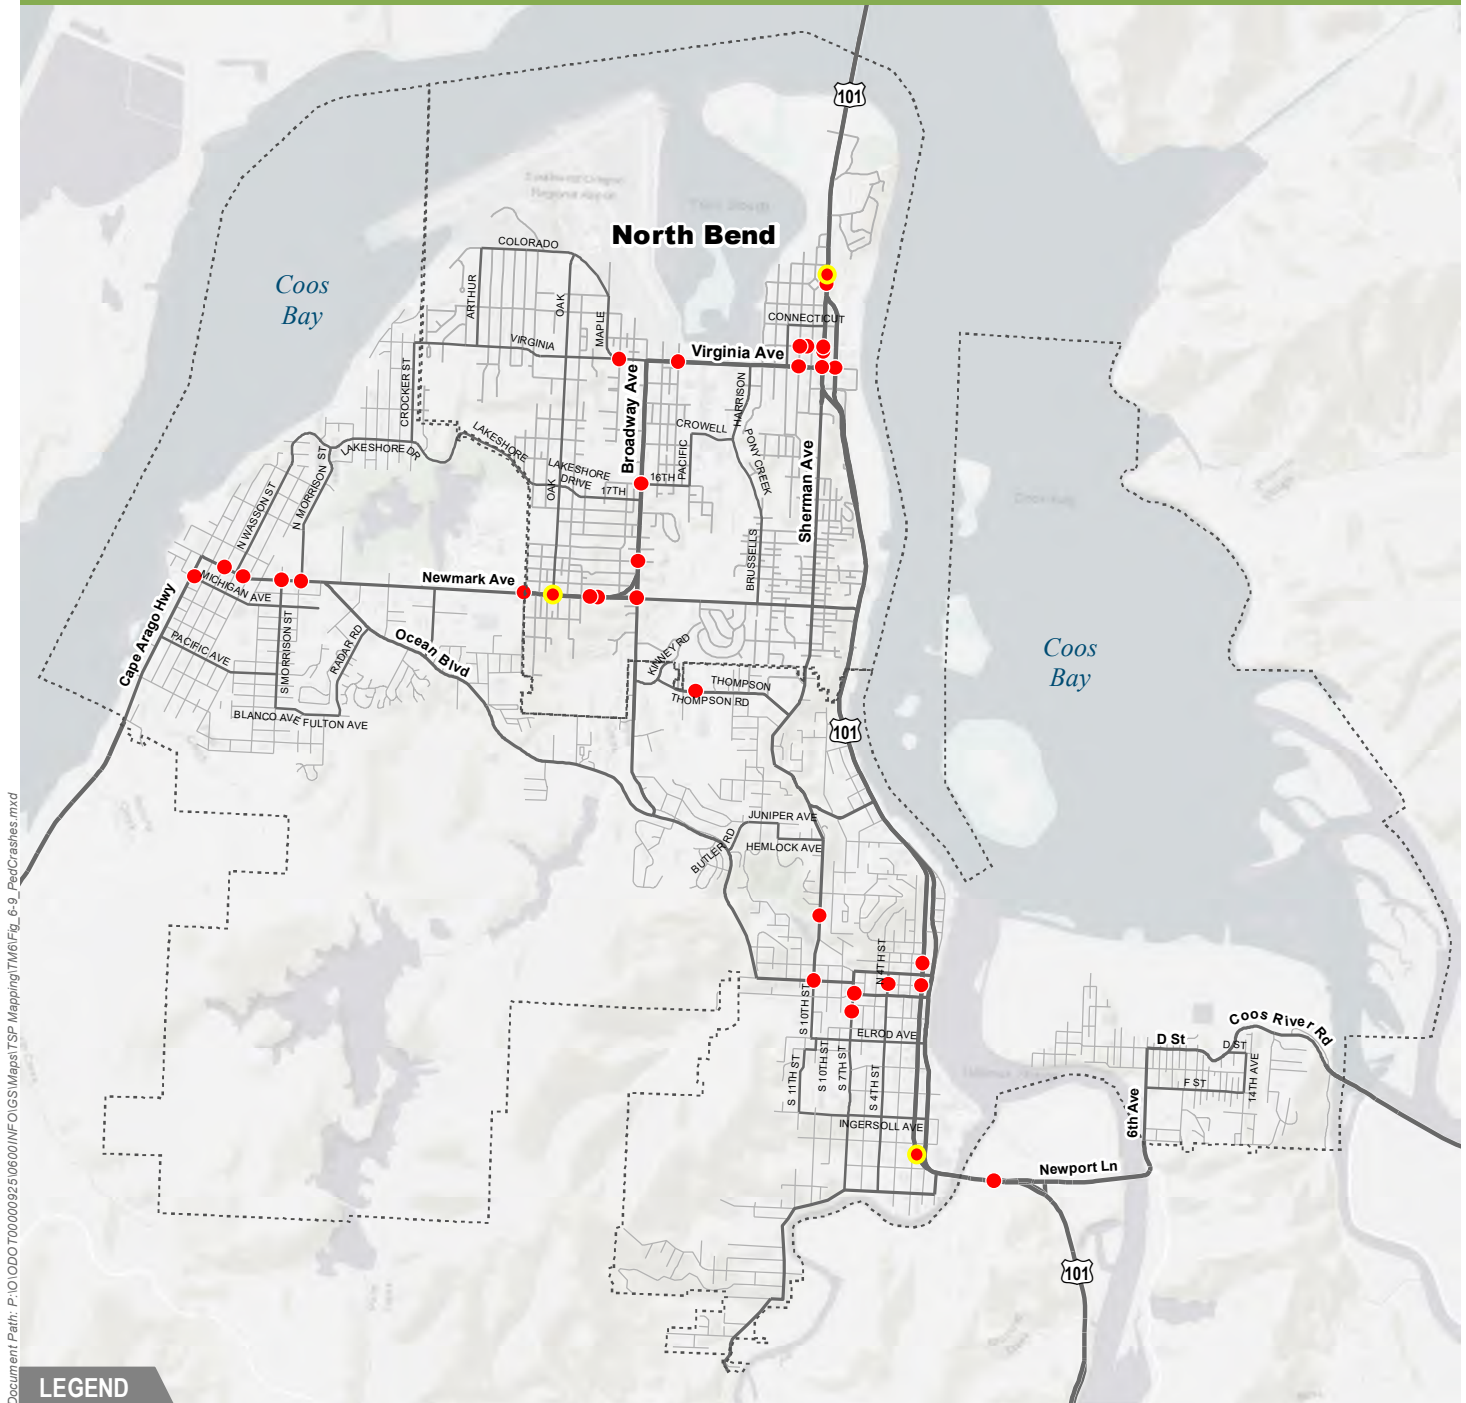 101
Southwest Oregon
Regional Airport
North Bend
COLORADO
Coos
Bay
ARTHUR
OAK
MAPLE
CONNECTICUT
VIRGINIA
Virginia Ave
CROCKER ST
Broadway Ave
HARRISON
CROWELL
PACIFIC
LAKESHORE
LAKESHORE DR
N MORRISON ST
N WASSON ST
PONY CREEK
Sherman Ave
LAKESHORE
DRIVE
OAK
17TH
16TH
BRUSSELLS
Newmark Ave
MICHIGAN AVE
Cape Arago Hwy
PACIFIC AVE
S MORRISON ST
RADAR RD
Ocean Blvd
KINNEY RD
THOMPSON
THOMPSON RD
Coos
Bay
BLANCO AVE
FULTON AVE
101
JUNIPER AVE
HEMLOCK AVE
BUTLER RD
N 4TH ST
S 10TH ST
ELROD AVE
S 11TH ST
S 10TH ST
S 7TH ST
S 4TH ST
INGERSOLL AVE
Coos River Rd
D St
D ST
F ST
14TH AVE
6th Ave
Newport Ln
101
Document Path: P:\O\ODOT00000925\0600INFO\GS\Maps\TSP Mapping\TM6\Fig_6-9_PedCrashes.mxd
LEGEND